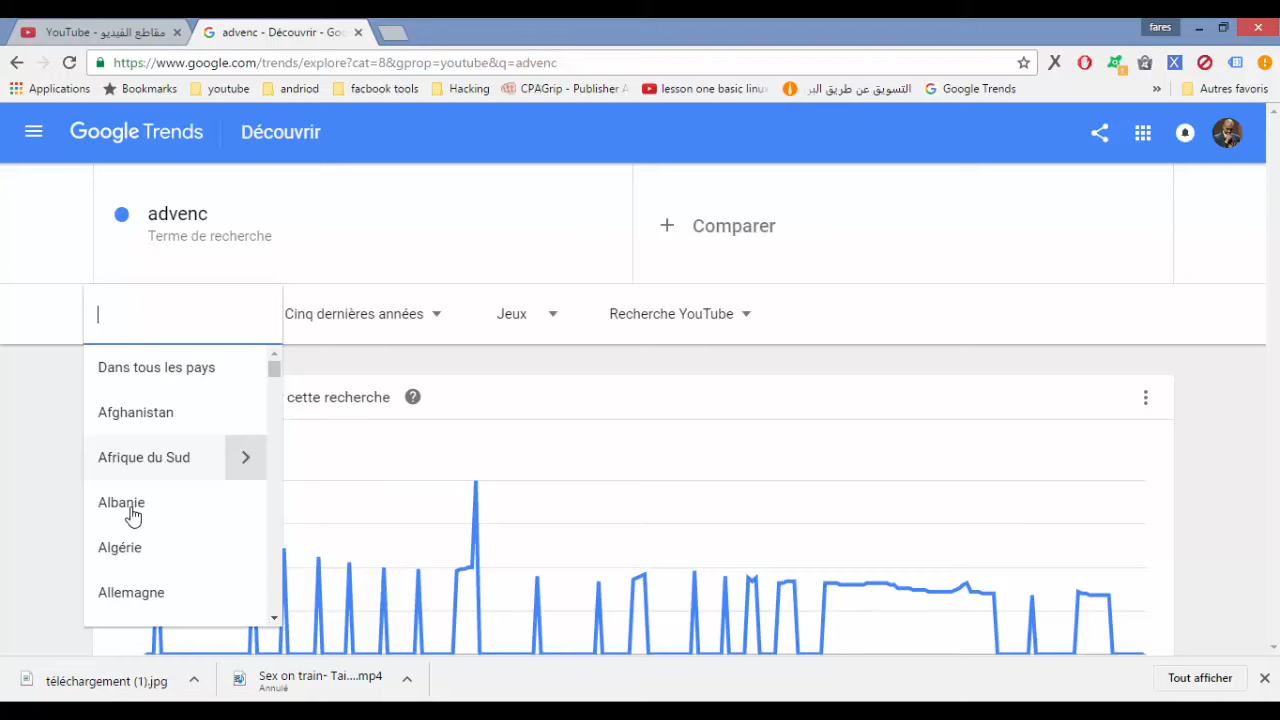 YouTube - مقاطع الفيديو
advenc - Découvrir - Goo
fares
https://www.google.com/trends/explore?cat=8&gprop=youtube&q=advenc
Applications
Bookmarks
youtube
andriod
facbook tools
Hacking
CPAGrip - Publisher A
lesson one basic linu
التسويق عن طريق البر
Google Trends
»
Autres favoris
Google Trends
Découvrir
advenc
Terme de recherche
+ Comparer
Cinq dernières années
Jeux
Recherche YouTube
Dans tous les pays
Afghanistan
Afrique du Sud
Albanie
Algérie
Allemagne
cette recherche
téléchargement (1).jpg
Sex on train- Tai....mp4
Annulé
Tout afficher